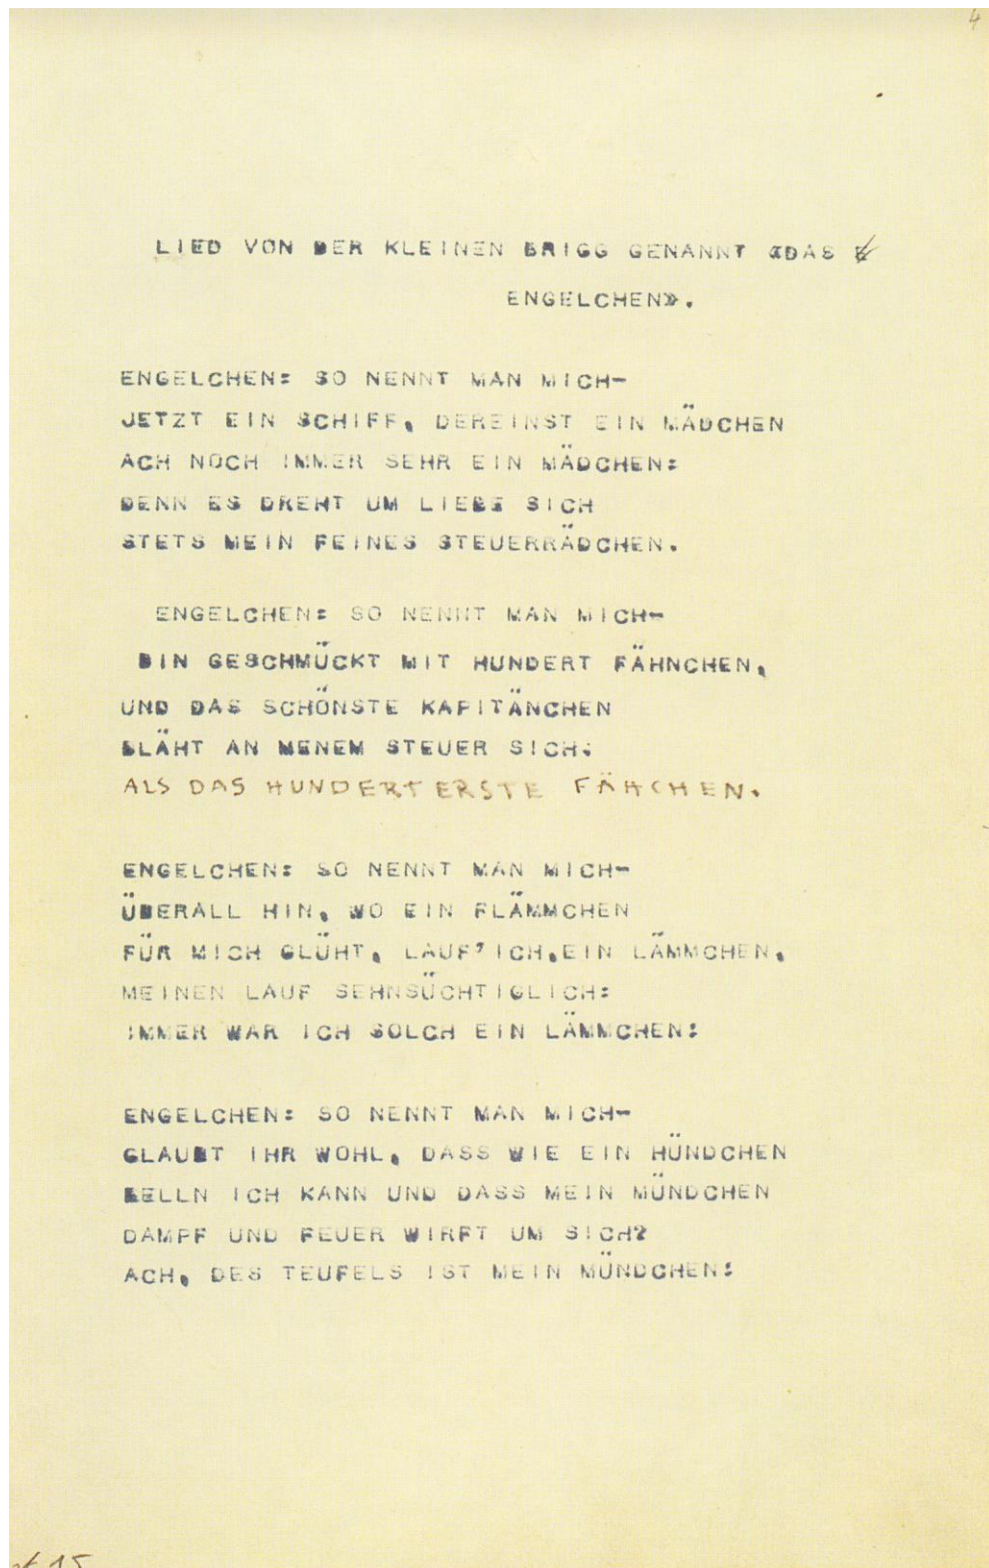 4
LIED VON DER KLEINEN BRIGG GENANNT «DAS
ENGELCHEN».
ENGELCHEN: SO NENNT MAN MICH-
JETZT EIN SCHIFF, DEREINST EIN MÄDCHEN
ACH NOCH IMMER SEHR EIN MÄDCHEN:
DENN ES DREHT UM LIEBE SICH
STETS MEIN FEINES STEUERRÄDCHEN.
ENGELCHEN: SO NENNT MAN MICH-
BIN GESCHMÜCKT MIT HUNDERT FÄHNCHEN,
UND DAS SCHÖNSTE KAPITÄNCHEN
BLÄHT AN MENEM STEUER SICH.
ALS DAS HUNDERTERSTE FÄHCHEN.
ENGELCHEN: SO NENNT MAN MICH-
ÜBERALL HIN, WO EIN FLÄMMCHEN
FÜR MICH GLÜHT, LAUF' ICH,EIN LÄMMCHEN,
MEINEN LAUF SEHNSÜCHTIGLICH:
IMMER WAR ICH SOLCH EIN LÄMMCHEN!
ENGELCHEN: SO NENNT MAN MICH-
GLAUBT IHR WOHL, DASS WIE EIN HÜNDCHEN
BELLN ICH KANN UND DASS MEIN MÜNDCHEN
DAMPF UND FEUER WIRFT UM SICH?
ACH, DES TEUFELS IST MEIN MÜNDCHEN!
15